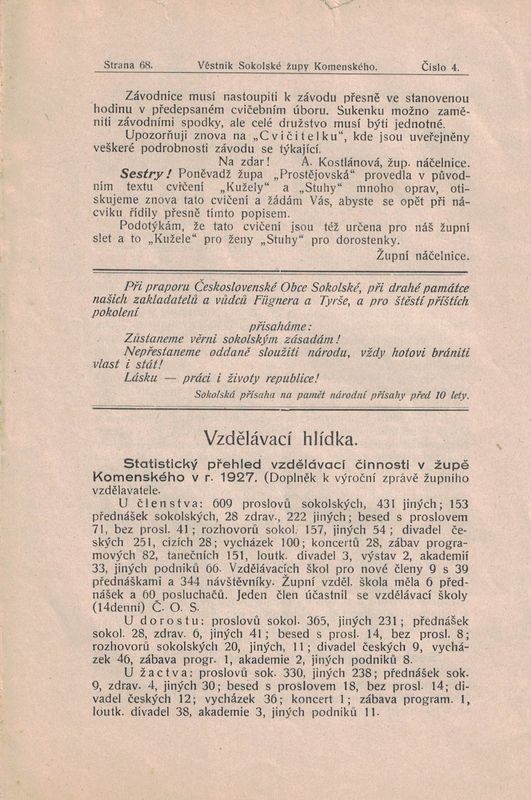 Strana 68. Věstník Sokolské župy Komenského. Číslo 4.
Závodnice musí nastoupiti k závodu přesně ve stanovenou
hodinu v předepsaném cvičebním úboru. Sukenku možno zamě-
niti závodními spodky, ale celé družstvo musí býti jednotné.
Upozorňuji znova na „Cvičitelku“, kde jsou uveřejněny
veškeré podrobnosti závodu se týkající.
Na zdar! A. Kostlánová, žup. náčelnice.
Sestry! Poněvadž župa „Prostějovská“ provedla v původ-
ním textu cvičení „Kužely“ a „Stuhy“ mnoho oprav, oti-
skujeme znova tato cvičení a žádám Vás, abyste se opět při ná-
cviku řídily přesně tímto popisem.
Podotýkám, že tato cvičení jsou též určena pro náš župní
slet a to „Kužele“ pro ženy „Stuhy“ pro dorostenky.
Župní náčelnice.
Při praporu Československé Obce Sokolské, při drahé památce
našich zakladatelů a vůdců Fügnera a Tyrše, a pro štěstí příštích
pokolení
přisaháme:
Zůstaneme věrni sokolským zásadám!
Nepřestaneme oddaně sloužiti národu, vždy hotovi brániti
vlast i stát!
Lásku — práci i životy republice!
Sokolská přísaha na pamět národní přísahy před 10 lety.
Vzdělávací hlídka.
Statistický přehled vzdělávací činnosti v župě
Komenského v r. 1927. (Doplněk k výroční zprávě župního
vzdělavatele.
U členstva: 609 proslovů sokolských, 431 jiných; 153
přednášek sokolských, 28 zdrav., 222 jiných; besed s proslovem
71, bez prosl. 41; rozhovorů sokol. 157, jiných 54; divadel če-
ských 251, cizích 28; vycházek 100; koncertů 28, zábav progra-
mových 82, tanečních 151, loutk. divadel 3, výstav 2, akademií
33, jiných podniků 66. Vzdělávacích škol pro nové členy 9 s 39
přednáškami a 344 návštěvníky. Župní vzděl. škola měla 6 před-
nášek a 60 posluchačů. Jeden člen účastnil se vzdělávací školy
(14denní) Č. O. S.
U dorostu: proslovů sokol. 365, jiných 231; přednášek
sokol. 28, zdrav. 6, jiných 41; besed s prosl. 14, bez prosl. 8;
rozhovorů sokolských 20, jiných, 11; divadel českých 9, vychá-
zek 46, zábava progr. 1, akademie 2, jiných podniků 8.
U žactva: proslovů sok. 330, jiných 238; přednášek sok.
9, zdrav. 4, jiných 30; besed s proslovem 18, bez prosl. 14; di-
vadel českých 12; vycházek 36; koncert 1; zábava program. 1,
loutk. divadel 38, akademie 3, jiných podniků 11.